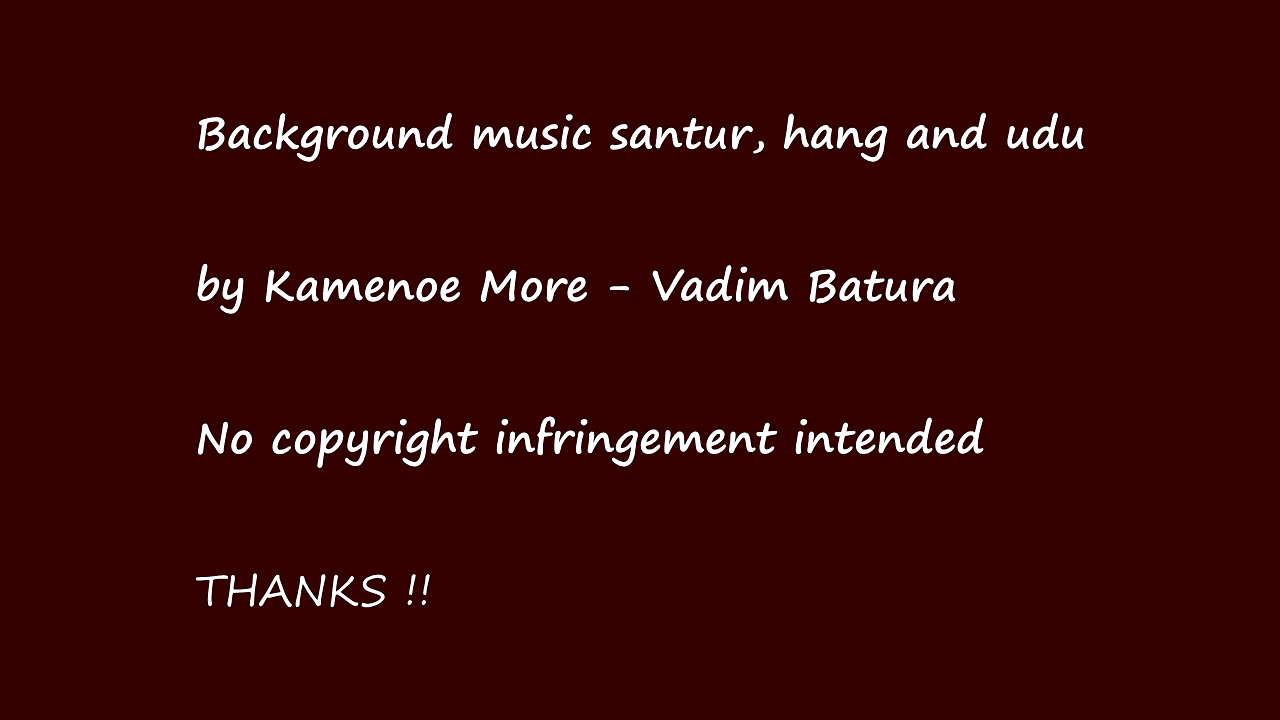 Background music santur, hang and udu
by Kamenoe More - Vadim Batura
No copyright infringement intended
THANKS !!